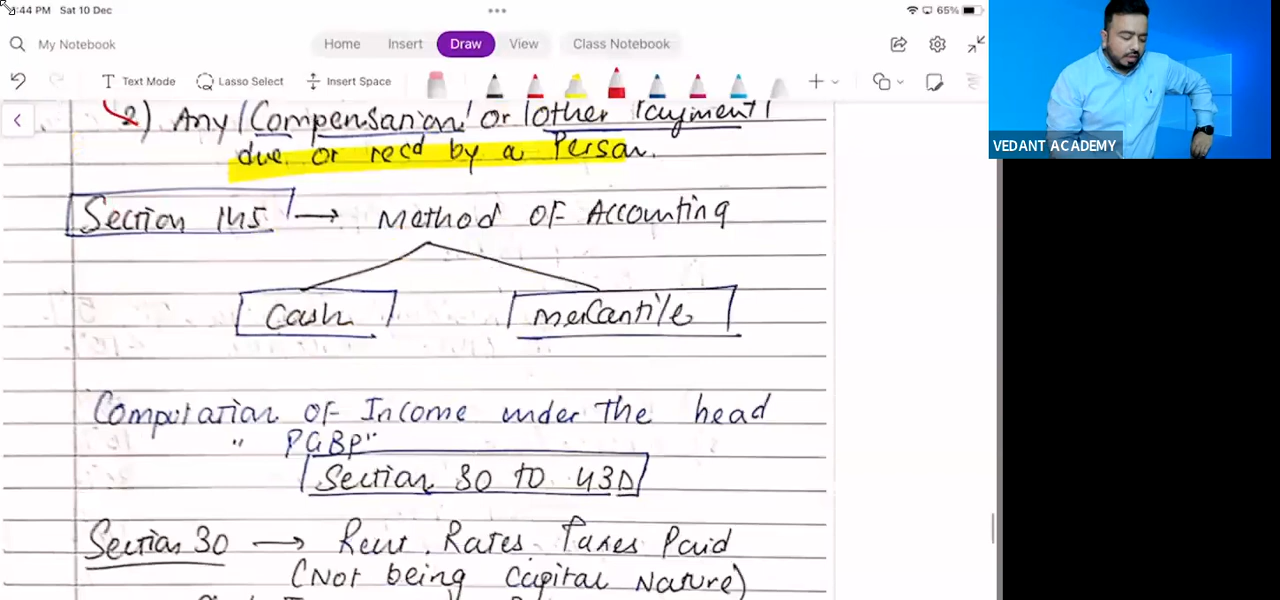 :44 PM Sat 10 Dec
65%
My Notebook
Home Insert Draw View Class Notebook
Text Mode Lasso Select Insert Space
2) Any Compensation or other Payment
due or recd by a Person.
Section 145 → Method OF Accounting
Cash Mercantile
Computation OF Income under the head
" PGBP"
Section 30 to 43D
Section 30 → Rent, Rates, Taxes Paid
(Not being Capital Nature)
VEDANT ACADEMY